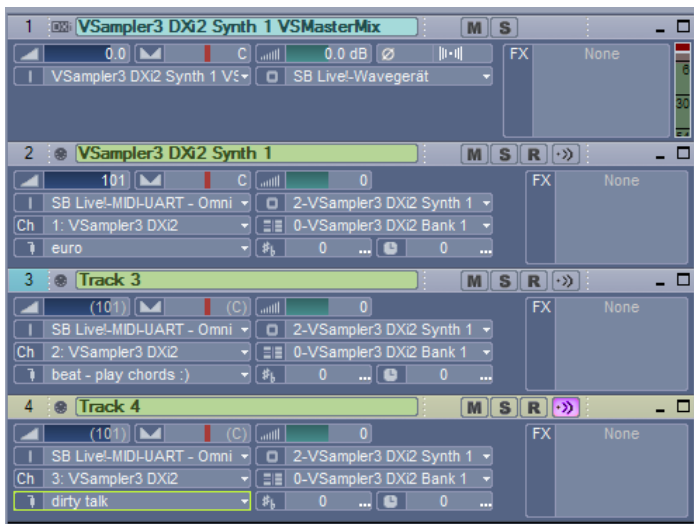 1 VSampler3 DXi2 Synth 1 VSMasterMix M S
0.0 C 0.0 dB FX None 6
VSampler3 DXi2 Synth 1 VS SB Live!-Wavegerät
30
54
2 VSampler3 DXi2 Synth 1 M S R
101 C 0 FX None
SB Live!-MIDI-UART - Omni 2-VSampler3 DXi2 Synth 1
Ch 1: VSampler3 DXi2 0-VSampler3 DXi2 Bank 1
euro 0 ... 0 ...
3 Track 3 M S R
(101) (C) 0 FX None
SB Live!-MIDI-UART - Omni 2-VSampler3 DXi2 Synth 1
Ch 2: VSampler3 DXi2 0-VSampler3 DXi2 Bank 1
beat - play chords :) 0 ... 0 ...
4 Track 4 M S R
(101) (C) 0 FX None
SB Live!-MIDI-UART - Omni 2-VSampler3 DXi2 Synth 1
Ch 3: VSampler3 DXi2 0-VSampler3 DXi2 Bank 1
dirty talk 0 ... 0 ...